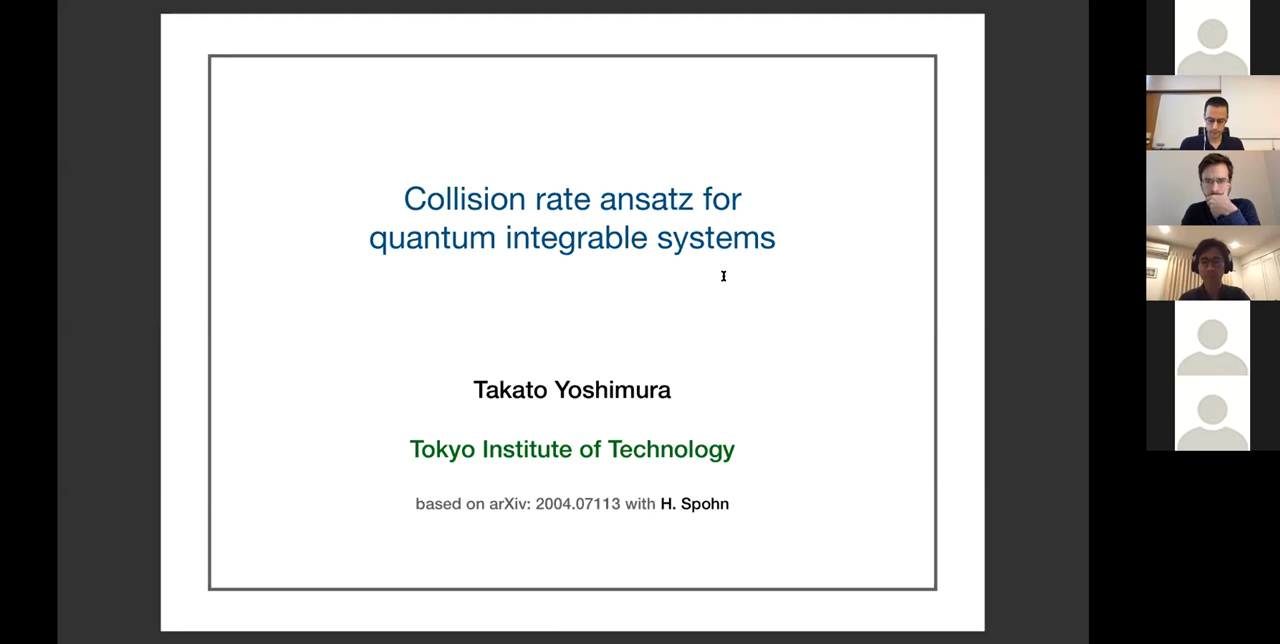 Collision rate ansatz for
quantum integrable systems
Takato Yoshimura
Tokyo Institute of Technology
based on arXiv: 2004.07113 with H. Spohn